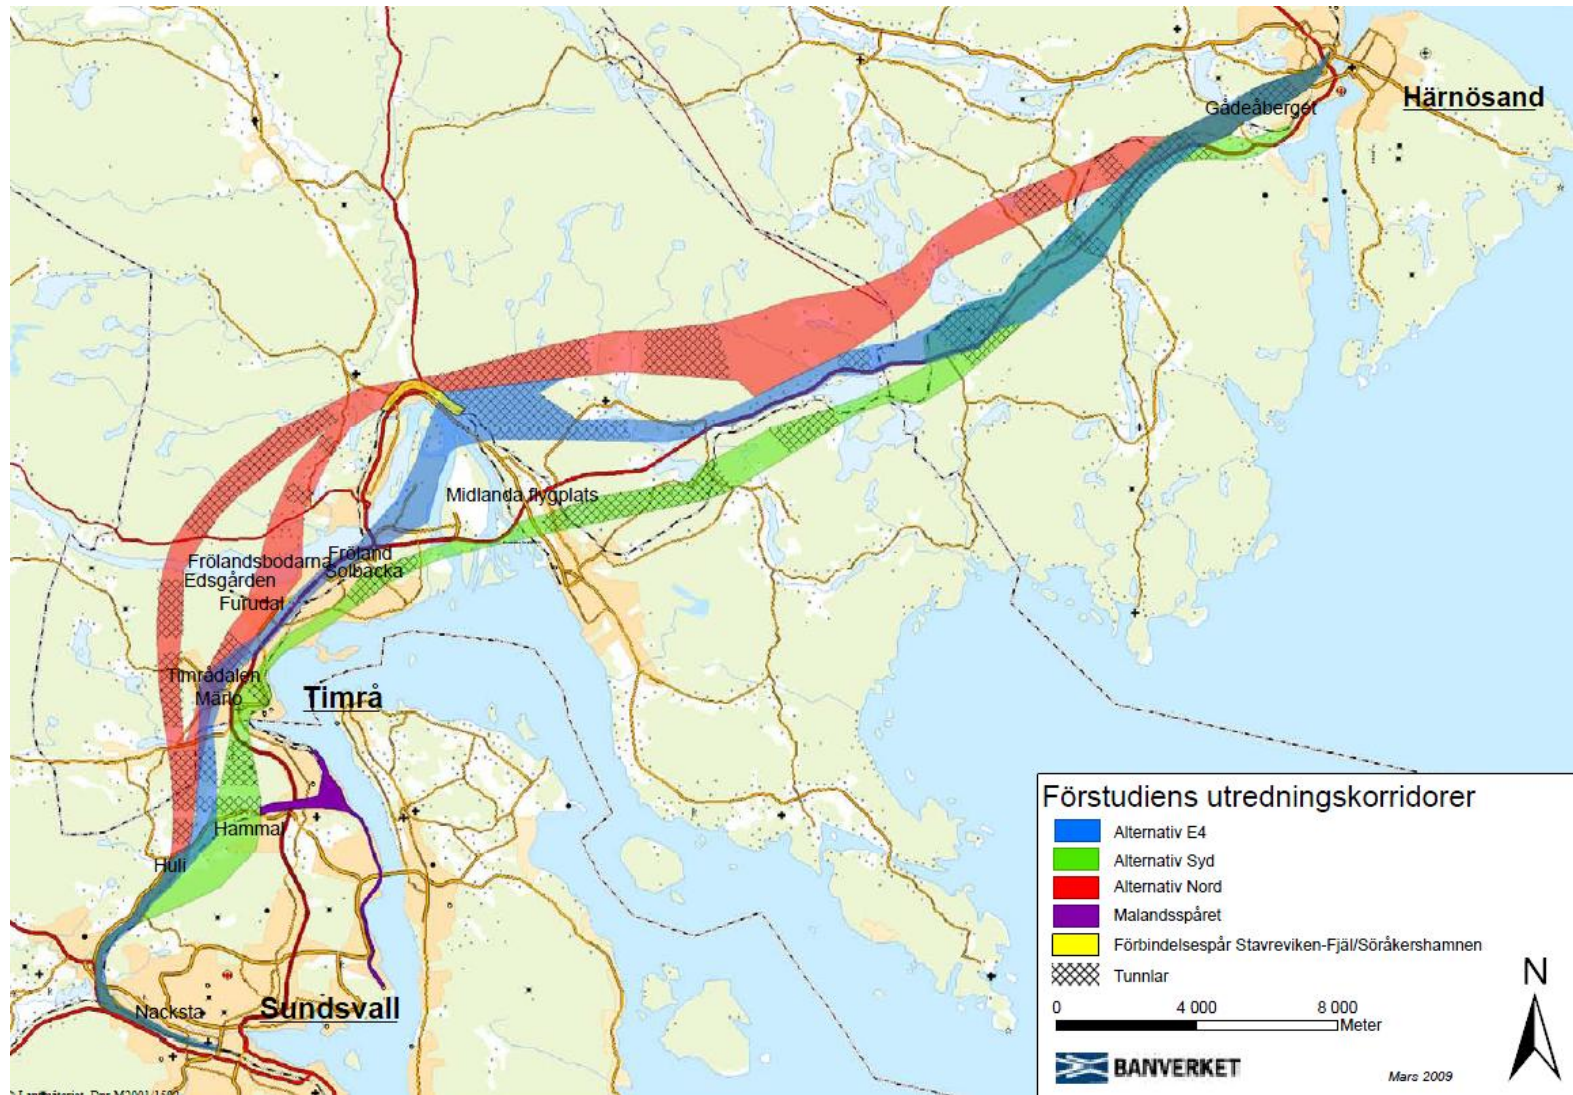 Härnösand
Gådeåberget
Midlanda flygplats
Fröland
Frölandsbodarna
Solbacka
Edsgården
Furudal
Timrådalen
Märlo
Timrå
Hammal
Huli
Nacksta
Sundsvall
Förstudiens utredningskorridorer
Alternativ E4
Alternativ Syd
Alternativ Nord
Malandsspåret
Förbindelsespår Stavreviken-Fjäl/Söråkershamnen
Tunnlar
0 4 000 8 000
Meter
N
BANVERKET
Mars 2009